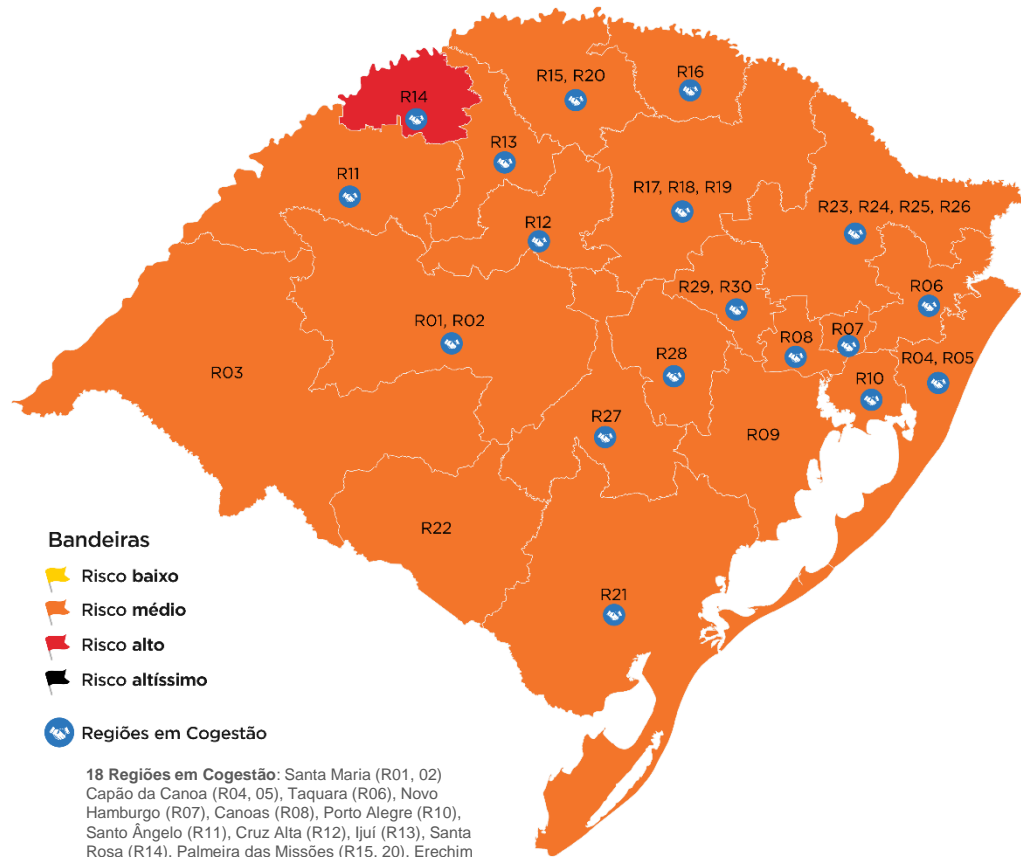 R15, R20
R16
R14
R13
R11
R17, R18, R19
R23, R24, R25, R26
R12
R29, R30
R06
R01, R02
R07
R08
R04, R05
R03
R28
R10
R27
R09
R22
R21
Bandeiras
Risco baixo
Risco médio
Risco alto
Risco altíssimo
Regiões em Cogestão
18 Regiões em Cogestão: Santa Maria (R01, 02)
Capão da Canoa (R04, 05), Taquara (R06), Novo
Hamburgo (R07), Canoas (R08), Porto Alegre (R10),
Santo Ângelo (R11), Cruz Alta (R12), Ijuí (R13), Santa
Rosa (R14), Palmeira das Missões (R15, 20), Erechim